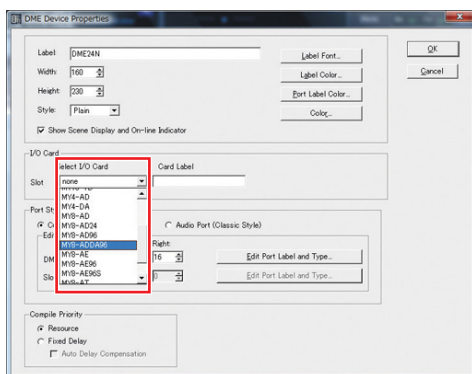 DME Device Properties
Label: DME24N
Width: 160
Height: 230
Style: Plain
Show Scene Display and On-line Indicator
Label Font...
Label Color...
Port Label Color...
Color...
OK
Cancel
I/O Card
Select I/O Card Card Label
Slot none
MY4-AD
MY4-DA
MY8-AD
MY8-AD24
MY8-AD96
MY8-ADDA96
MY8-AE
MY8-AE96
MY8-AE96S
MY8-AT
Port St
Audio Port (Classic Style)
Edi
Right:
DM 16 Edit Port Label and Type...
Slo Edit Port Label and Type...
Compile Priority
Resource
Fixed Delay
Auto Delay Compensation